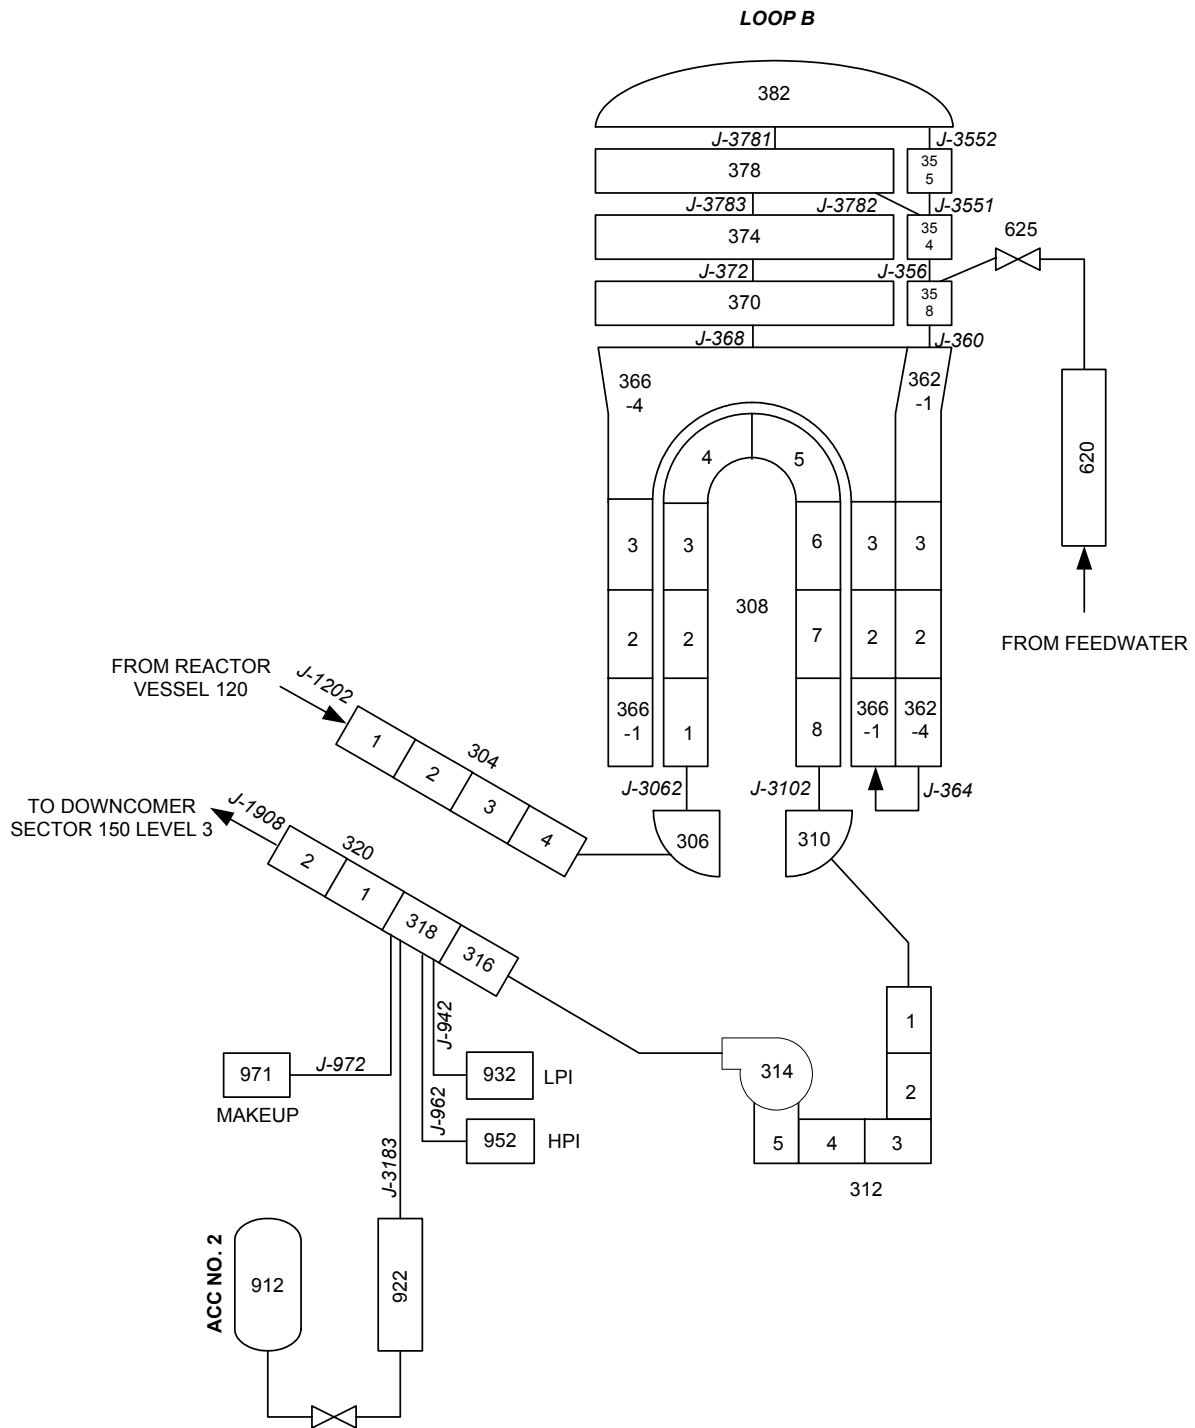 LOOP B
382
J-3781
J-3552
378
35
5
J-3783
J-3782
J-3551
374
35
4
625
J-372
J-356
370
35
8
J-368
J-360
366
-4
362
-1
4
5
620
3
3
6
3
3
308
2
2
7
2
2
FROM FEEDWATER
FROM REACTOR
VESSEL 120
J-1202
366
-1
1
8
366
-1
362
-4
1
304
2
3
4
J-3062
J-3102
J-364
TO DOWNCOMER
SECTOR 150 LEVEL 3
J-1908
306
310
320
2
1
318
316
1
J-942
J-972
971
MAKEUP
932
LPI
314
2
J-962
952
HPI
5
4
3
312
J-3183
ACC NO. 2
912
922